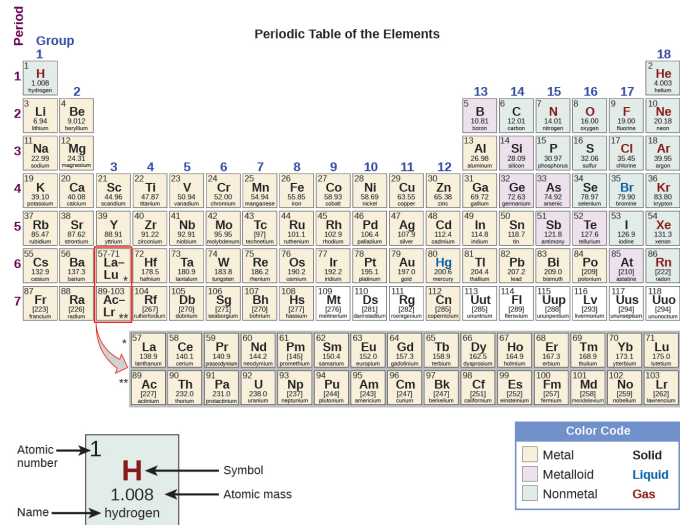 Periodic Table of the Elements
Period
Group
1 18
1 1 H 1.008 hydrogen 2 13 14 15 16 17 2 He 4.003 helium
2 3 Li 6.94 lithium 4 Be 9.012 beryllium 5 B 10.81 boron 6 C 12.01 carbon 7 N 14.01 nitrogen 8 O 16.00 oxygen 9 F 19.00 fluorine 10 Ne 20.18 neon
3 11 Na 22.99 sodium 12 Mg 24.31 magnesium 3 4 5 6 7 8 9 10 11 12 13 Al 26.98 aluminum 14 Si 28.09 silicon 15 P 30.97 phosphorus 16 S 32.06 sulfur 17 Cl 35.45 chlorine 18 Ar 39.95 argon
4 19 K 39.10 potassium 20 Ca 40.08 calcium 21 Sc 44.96 scandium 22 Ti 47.87 titanium 23 V 50.94 vanadium 24 Cr 52.00 chromium 25 Mn 54.94 manganese 26 Fe 55.85 iron 27 Co 58.93 cobalt 28 Ni 58.69 nickel 29 Cu 63.55 copper 30 Zn 65.38 zinc 31 Ga 69.72 gallium 32 Ge 72.63 germanium 33 As 74.92 arsenic 34 Se 78.97 selenium 35 Br 79.90 bromine 36 Kr 83.80 krypton
5 37 Rb 85.47 rubidium 38 Sr 87.62 strontium 39 Y 88.91 yttrium 40 Zr 91.22 zirconium 41 Nb 92.91 niobium 42 Mo 95.95 molybdenum 43 Tc [97] technetium 44 Ru 101.1 ruthenium 45 Rh 102.9 rhodium 46 Pd 106.4 palladium 47 Ag 107.9 silver 48 Cd 112.4 cadmium 49 In 114.8 indium 50 Sn 118.7 tin 51 Sb 121.8 antimony 52 Te 127.6 tellurium 53 I 126.9 iodine 54 Xe 131.3 xenon
6 55 Cs 132.9 cesium 56 Ba 137.3 barium 57-71 La– Lu * 72 Hf 178.5 hafnium 73 Ta 180.9 tantalum 74 W 183.8 tungsten 75 Re 186.2 rhenium 76 Os 190.2 osmium 77 Ir 192.2 iridium 78 Pt 195.1 platinum 79 Au 197.0 gold 80 Hg 200.6 mercury 81 Tl 204.4 thallium 82 Pb 207.2 lead 83 Bi 209.0 bismuth 84 Po [209] polonium 85 At [210] astatine 86 Rn [222] radon
7 87 Fr [223] francium 88 Ra [226] radium 89-103 Ac– Lr ** 104 Rf [267] rutherfordium 105 Db [270] dubnium 106 Sg [271] seaborgium 107 Bh [270] bohrium 108 Hs [277] hassium 109 Mt [276] meitnerium 110 Ds [281] darmstadtium 111 Rg [282] roentgenium 112 Cn [285] copernicium 113 Uut [285] ununtrium 114 Fl [289] flerovium 115 Uup [288] ununpentium 116 Lv [293] livermorium 117 Uus [294] ununseptium 118 Uuo [294] ununoctium
* 57 La 138.9 lanthanum 58 Ce 140.1 cerium 59 Pr 140.9 praseodymium 60 Nd 144.2 neodymium 61 Pm [145] promethium 62 Sm 150.4 samarium 63 Eu 152.0 europium 64 Gd 157.3 gadolinium 65 Tb 158.9 terbium 66 Dy 162.5 dysprosium 67 Ho 164.9 holmium 68 Er 167.3 erbium 69 Tm 168.9 thulium 70 Yb 173.1 ytterbium 71 Lu 175.0 lutetium
** 89 Ac [227] actinium 90 Th 232.0 thorium 91 Pa 231.0 protactinium 92 U 238.0 uranium 93 Np [237] neptunium 94 Pu [244] plutonium 95 Am [243] americium 96 Cm [247] curium 97 Bk [247] berkelium 98 Cf [251] californium 99 Es [252] einsteinium 100 Fm [257] fermium 101 Md [258] mendelevium 102 No [259] nobelium 103 Lr [262] lawrencium
Atomic number
1
H
1.008
hydrogen
Symbol
Atomic mass
Name
Color Code
Metal Solid
Metalloid Liquid
Nonmetal Gas